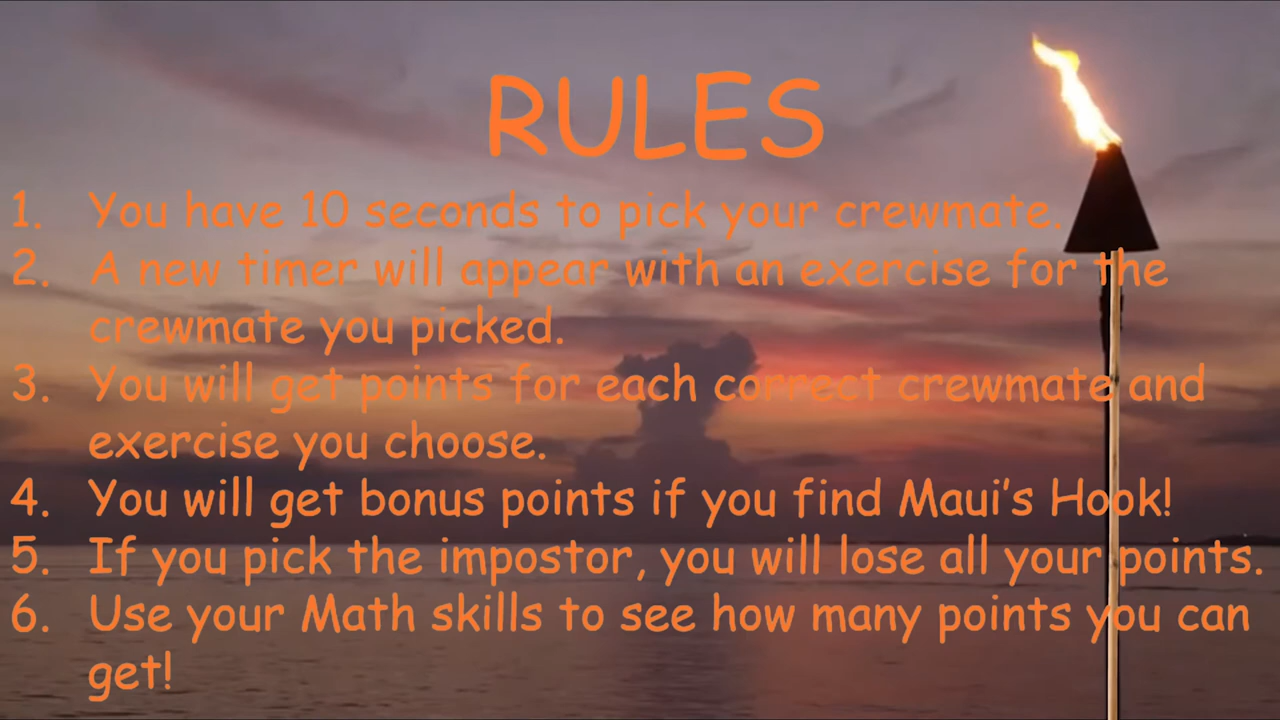 RULES
1. You have 10 seconds to pick your crewmate.
2. A new timer will appear with an exercise for the
crewmate you picked.
3. You will get points for each correct crewmate and
exercise you choose.
4. You will get bonus points if you find Maui’s Hook!
5. If you pick the impostor, you will lose all your points.
6. Use your Math skills to see how many points you can
get!